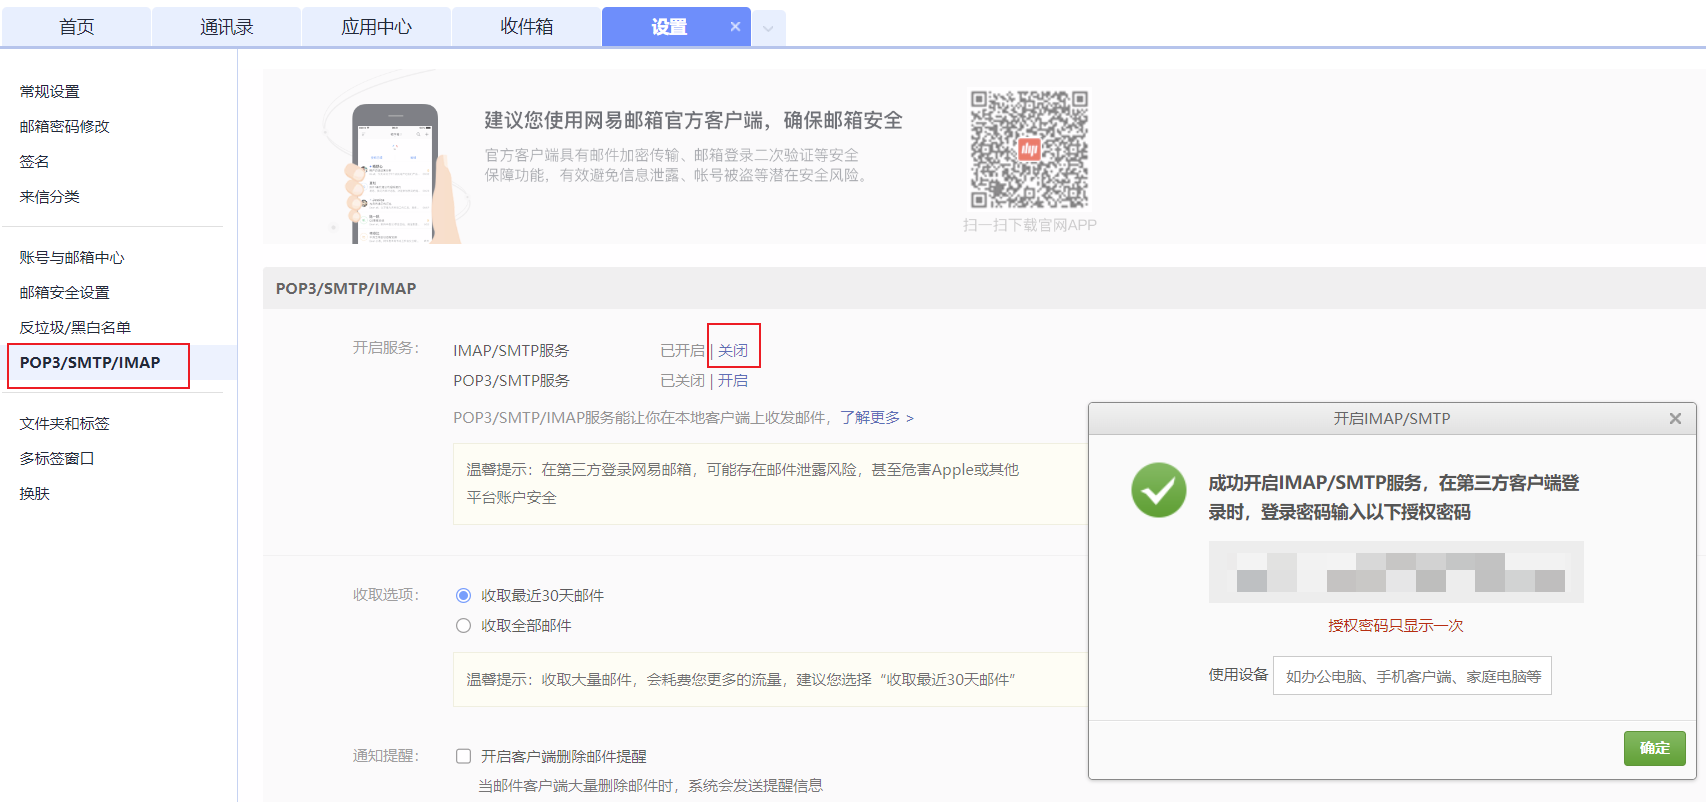 首页
通讯录
应用中心
收件箱
设置
常规设置
邮箱密码修改
签名
来信分类
账号与邮箱中心
邮箱安全设置
反垃圾/黑白名单
POP3/SMTP/IMAP
文件夹和标签
多标签窗口
换肤
建议您使用网易邮箱官方客户端，确保邮箱安全
官方客户端具有邮件加密传输、邮箱登录二次验证等安全
保障功能，有效避免信息泄露、帐号被盗等潜在安全风险。
扫一扫下载官网APP
POP3/SMTP/IMAP
开启服务：
IMAP/SMTP服务 已开启 | 关闭
POP3/SMTP服务 已关闭 | 开启
POP3/SMTP/IMAP服务能让你在本地客户端上收发邮件，了解更多 >
温馨提示：在第三方登录网易邮箱，可能存在邮件泄露风险，甚至危害Apple或其他
平台账户安全
收取选项：
收取最近30天邮件
收取全部邮件
温馨提示：收取大量邮件，会耗费您更多的流量，建议您选择“收取最近30天邮件”
通知提醒：
开启客户端删除邮件提醒
当邮件客户端大量删除邮件时，系统会发送提醒信息
开启IMAP/SMTP
成功开启IMAP/SMTP服务，在第三方客户端登
录时，登录密码输入以下授权密码
授权密码只显示一次
使用设备 如办公电脑、手机客户端、家庭电脑等
确定